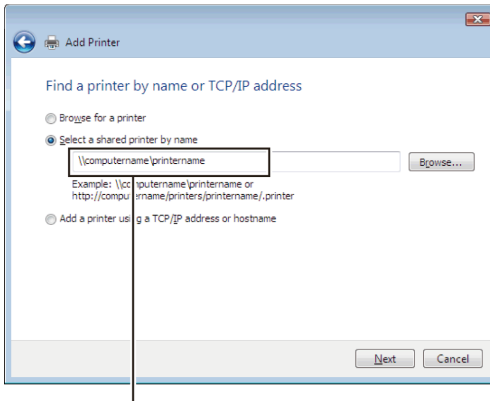 Add Printer
Find a printer by name or TCP/IP address
Browse for a printer
Select a shared printer by name
\\computername\printername
Browse...
Example: \\computername\printername or
http://computername/printers/printername/.printer
Add a printer using a TCP/IP address or hostname
Next Cancel